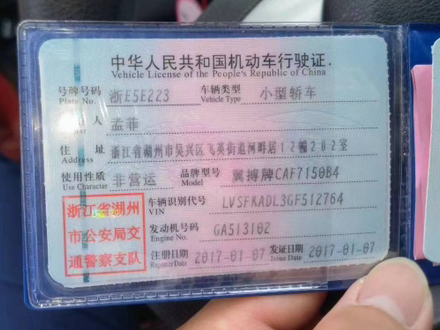 中华人民共和国机动车行驶证
Vehicle License of the People's Republic of China
号牌号码 浙E5E223 车辆类型 小型轿车
Plate No. Vehicle Type
人 孟菲
住 址 浙江省湖州市吴兴区飞英街道河畔居12幢202室
Address
使用性质 非营运 品牌型号 翼搏牌CAF7150B4
Use Character Model
浙江省湖州市公安局交通警察支队
车辆识别代号 LVSFKADL3GF512764
VIN
发动机号码 GA513102
Engine No.
注册日期 2017-01-07 发证日期 2017-01-07
Register Date Issue Date